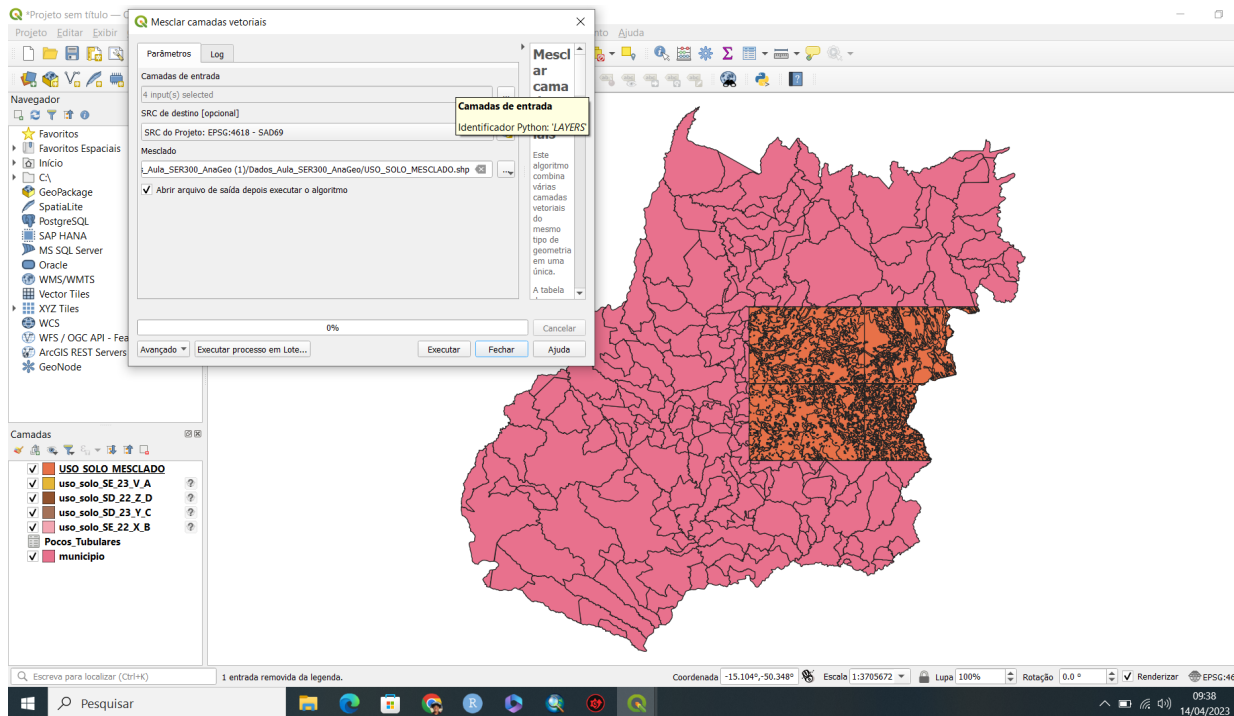 *Projeto sem título — Q
Projeto Editar Exibir
nto Ajuda
Mesclar camadas vetoriais
Parâmetros
Log
Camadas de entrada
4 input(s) selected
...
SRC de destino [opcional]
SRC do Projeto: EPSG:4618 - SAD69
Mesclado
_Aula_SER300_AnaGeo (1)/Dados_Aula_SER300_AnaGeo/USO_SOLO_MESCLADO.shp
...
Abrir arquivo de saída depois executar o algoritmo
Camadas de entrada
Identificador Python: 'LAYERS'
Mescl
ar
cama
iais
Este
algoritmo
combina
várias
camadas
vetoriais
do
mesmo
tipo de
geometria
em uma
única.
A tabela
0%
Cancelar
Avançado
Executar processo em Lote...
Executar
Fechar
Ajuda
Navegador
Favoritos
Favoritos Espaciais
Início
C:\
GeoPackage
SpatiaLite
PostgreSQL
SAP HANA
MS SQL Server
Oracle
WMS/WMTS
Vector Tiles
XYZ Tiles
WCS
WFS / OGC API - Fea
ArcGIS REST Servers
GeoNode
Camadas
USO SOLO MESCLADO
uso_solo_SE_23_V_A ?
uso_solo_SD_22_Z_D ?
uso_solo_SD_23_Y_C ?
uso_solo_SE_22_X_B ?
Pocos_Tubulares
municipio
Escreva para localizar (Ctrl+K)
1 entrada removida da legenda.
Coordenada -15.104°,-50.348°
Escala 1:3705672
Lupa 100%
Rotação 0.0 °
Renderizar
EPSG:46
Pesquisar
R
09:38
14/04/2023